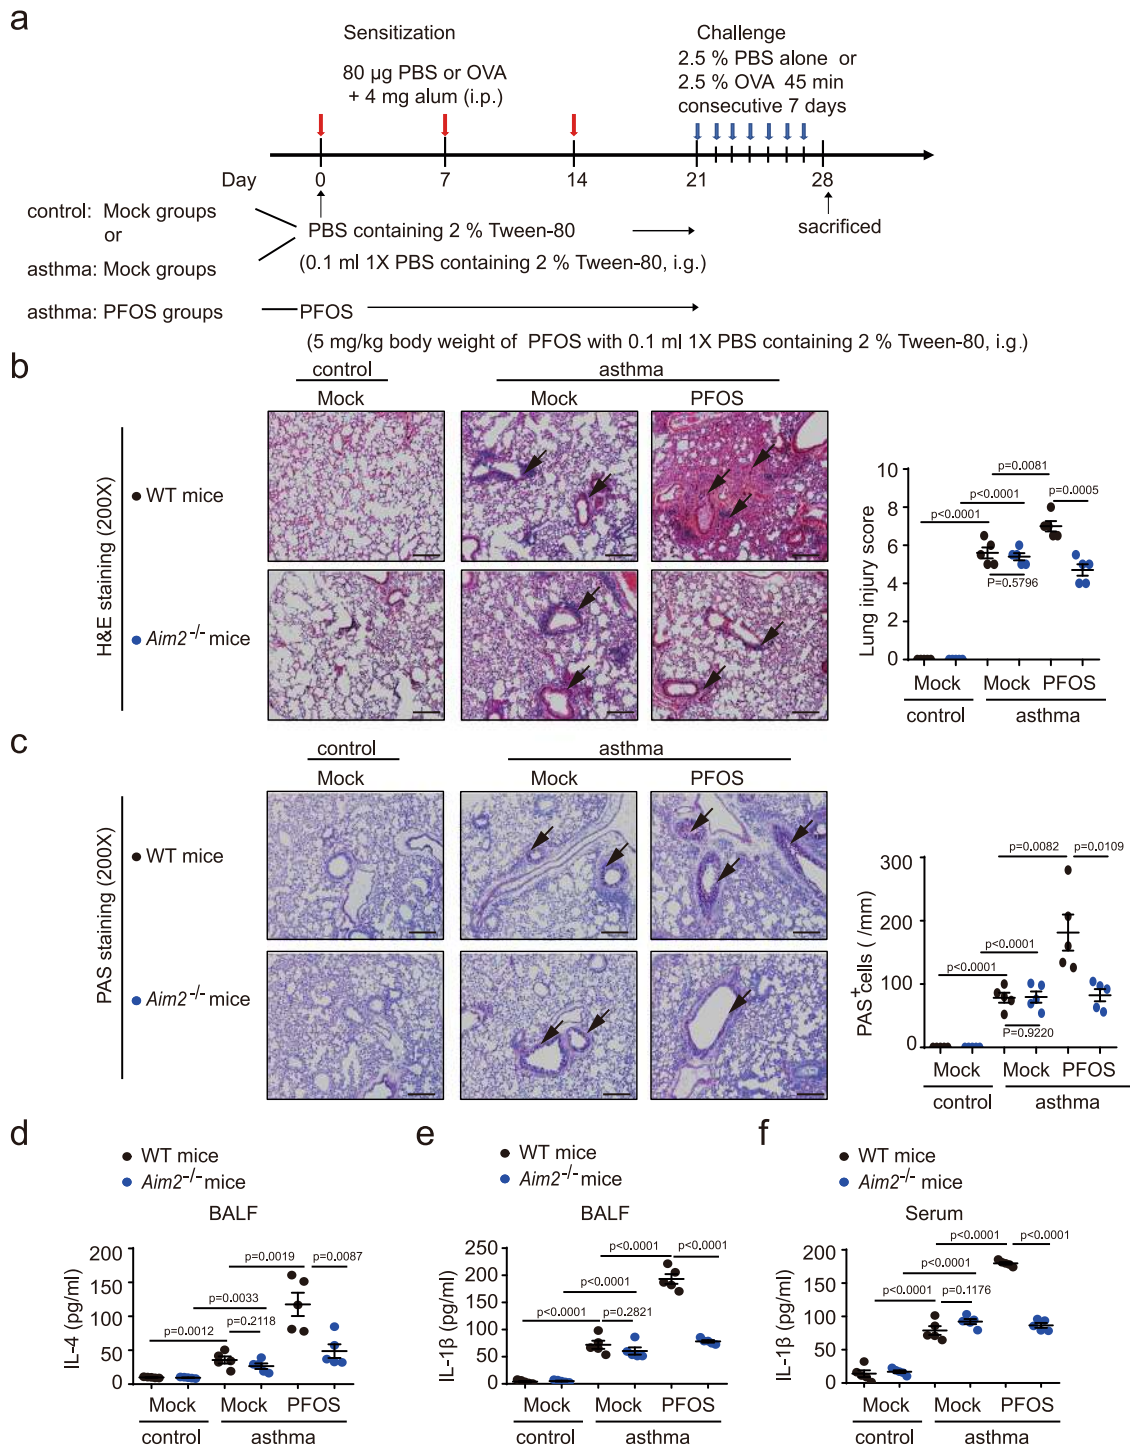 a
Sensitization
Challenge
80 µg PBS or OVA
+ 4 mg alum (i.p.)
2.5 % PBS alone or
2.5 % OVA 45 min
consecutive 7 days
Day
0
7
14
21
28
control: Mock groups
or
asthma: Mock groups
PBS containing 2 % Tween-80
(0.1 ml 1X PBS containing 2 % Tween-80, i.g.)
sacrificed
asthma: PFOS groups
PFOS
(5 mg/kg body weight of PFOS with 0.1 ml 1X PBS containing 2 % Tween-80, i.g.)
b
control
asthma
Mock
Mock
PFOS
H&E staining (200X)
WT mice
Aim2-/- mice
Lung injury score
10
8
6
4
2
0
p=0.0081
p<0.0001
p=0.0005
p<0.0001
P=0.5796
Mock
Mock
PFOS
control
asthma
c
control
asthma
Mock
Mock
PFOS
PAS staining (200X)
WT mice
Aim2-/- mice
PAS+cells ( /mm)
300
200
100
0
p=0.0082
p=0.0109
p<0.0001
p<0.0001
P=0.9220
Mock
Mock
PFOS
control
asthma
d
WT mice
Aim2-/- mice
BALF
IL-4 (pg/ml)
200
150
100
50
0
p=0.0019
p=0.0087
p=0.0033
p=0.2118
p=0.0012
Mock
Mock
PFOS
control
asthma
e
WT mice
Aim2-/- mice
BALF
IL-1β (pg/ml)
250
200
150
100
50
0
p<0.0001
p<0.0001
p<0.0001
p<0.0001
p=0.2821
Mock
Mock
PFOS
control
asthma
f
WT mice
Aim2-/- mice
Serum
IL-1β (pg/ml)
200
150
100
50
0
p<0.0001
p<0.0001
p<0.0001
p<0.0001
p=0.1176
Mock
Mock
PFOS
control
asthma